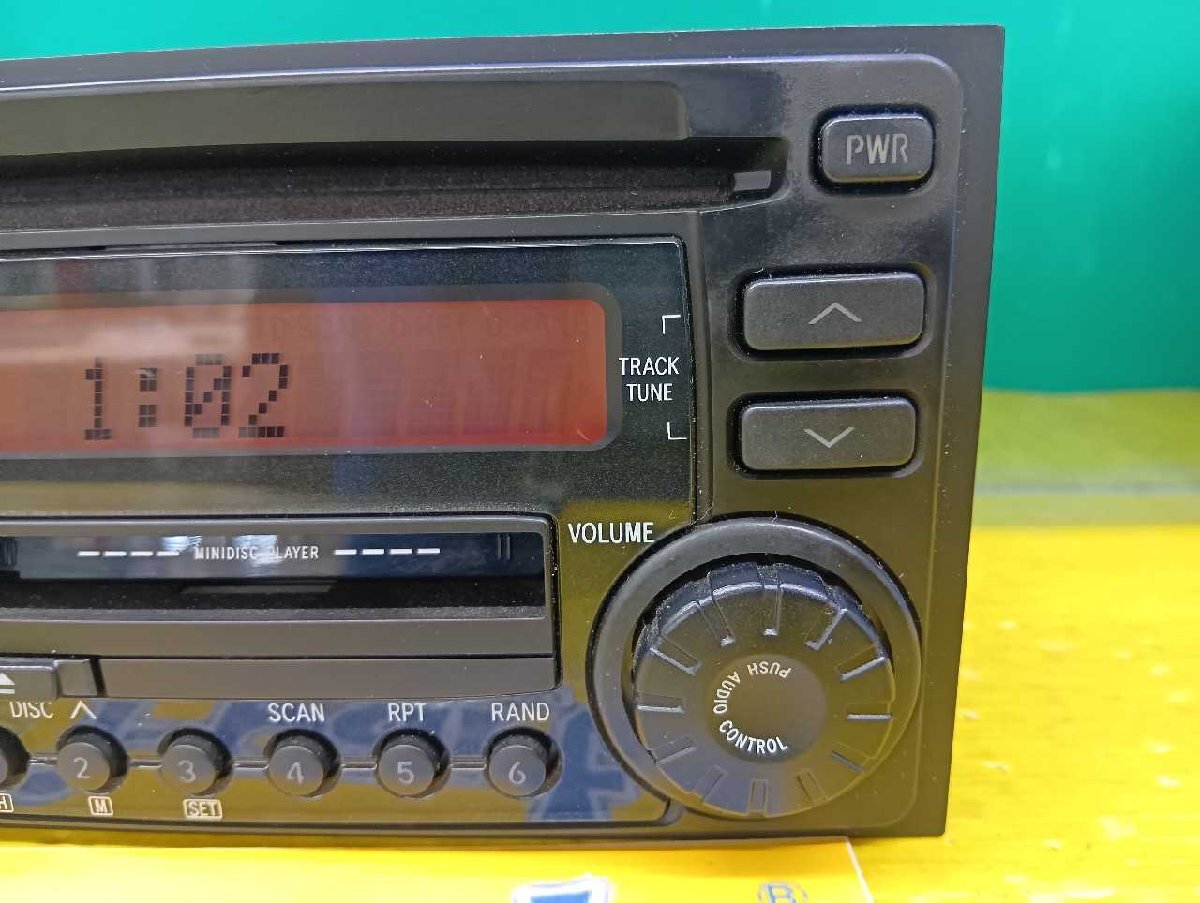 PWR
1:02
TRACK
TUNE
VOLUME
MINIDISC PLAYER
PUSH AUDIO CONTROL
DISC
SCAN
RPT
RAND
2
3
4
5
6
H
M
SET
B